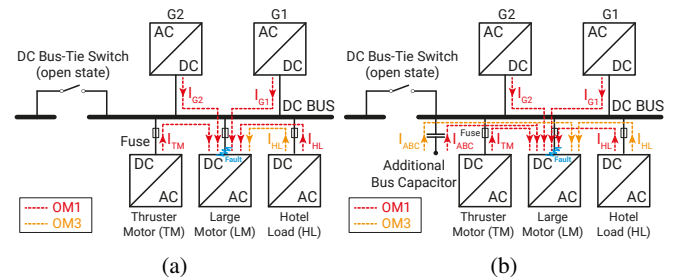 G2
G1
AC
DC
AC
DC
DC Bus-Tie Switch
(open state)
I_G2
I_G1
DC BUS
Fuse
I_TM
I_HL
I_HL
DC
AC
DC
AC
DC
AC
Fault
OM1
OM3
Thruster
Motor (TM)
Large
Motor (LM)
Hotel
Load (HL)
(a)
G2
G1
AC
DC
AC
DC
DC Bus-Tie Switch
(open state)
I_G2
I_G1
DC BUS
I_ABC
I_ABC
Fuse
I_TM
I_HL
I_HL
Additional
Bus Capacitor
DC
AC
DC
AC
DC
AC
Fault
OM1
OM3
Thruster
Motor (TM)
Large
Motor (LM)
Hotel
Load (HL)
(b)